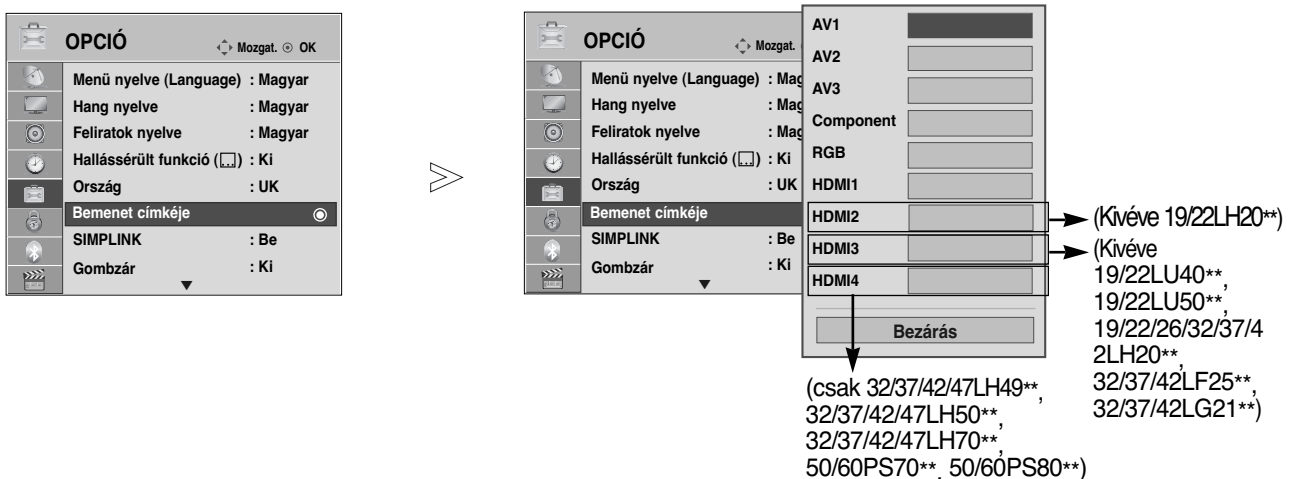 OPCIÓ
Mozgat. OK
Menü nyelve (Language) : Magyar
Hang nyelve : Magyar
Feliratok nyelve : Magyar
Hallássérült funkció ( ) : Ki
Ország : UK
Bemenet címkéje
SIMPLINK : Be
Gombzár : Ki
OPCIÓ
Mozgat.
Menü nyelve (Language) : Mag
Hang nyelve : Mag
Feliratok nyelve : Mag
Hallássérült funkció ( ) : Ki
Ország : UK
Bemenet címkéje
SIMPLINK : Be
Gombzár : Ki
AV1
AV2
AV3
Component
RGB
HDMI1
HDMI2
HDMI3
HDMI4
Bezárás
(Kivéve 19/22LH20**)
(Kivéve
19/22LU40**,
19/22LU50**,
19/22/26/32/37/4
2LH20**,
32/37/42LF25**,
32/37/42LG21**)
(csak 32/37/42/47LH49**,
32/37/42/47LH50**,
32/37/42/47LH70**,
50/60PS70**, 50/60PS80**)